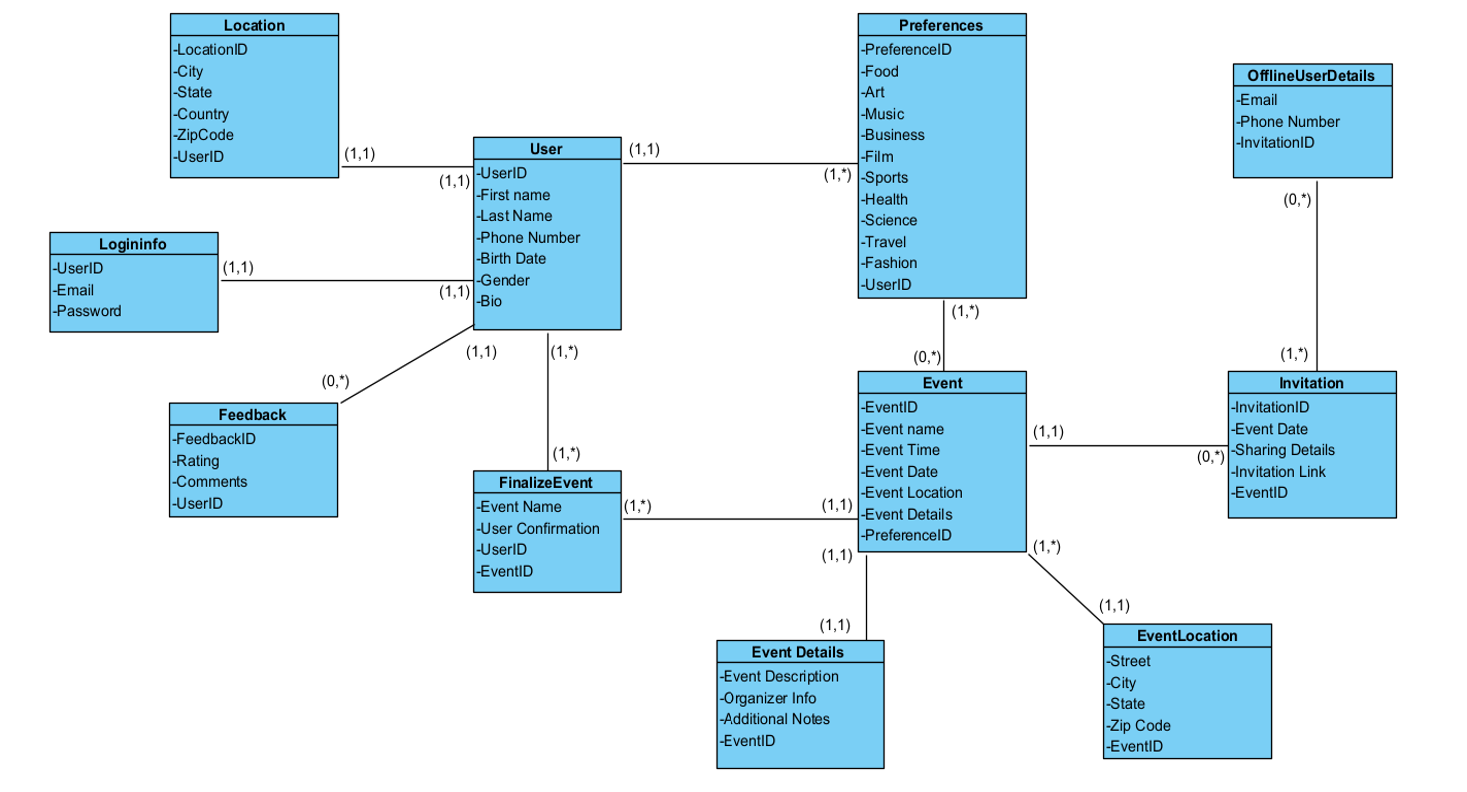 Location
-LocationID
-City
-State
-Country
-ZipCode
-UserID
Preferences
-PreferenceID
-Food
-Art
-Music
-Business
-Film
-Sports
-Health
-Science
-Travel
-Fashion
-UserID
OfflineUserDetails
-Email
-Phone Number
-InvitationID
User
-UserID
-First name
-Last Name
-Phone Number
-Birth Date
-Gender
-Bio
(1,1)
(1,1)
(1,1)
(1,*)
(0,*)
(1,*)
Logininfo
-UserID
-Email
-Password
(1,1)
(1,1)
(1,1)
(0,*)
(1,*)
(1,*)
(1,*)
(0,*)
Feedback
-FeedbackID
-Rating
-Comments
-UserID
FinalizeEvent
-Event Name
-User Confirmation
-UserID
-EventID
Event
-EventID
-Event name
-Event Time
-Event Date
-Event Location
-Event Details
-PreferenceID
Invitation
-InvitationID
-Event Date
-Sharing Details
-Invitation Link
-EventID
(1,1)
(0,*)
(1,*)
(1,1)
(1,1)
(1,1)
(1,*)
(1,1)
Event Details
-Event Description
-Organizer Info
-Additional Notes
-EventID
EventLocation
-Street
-City
-State
-Zip Code
-EventID